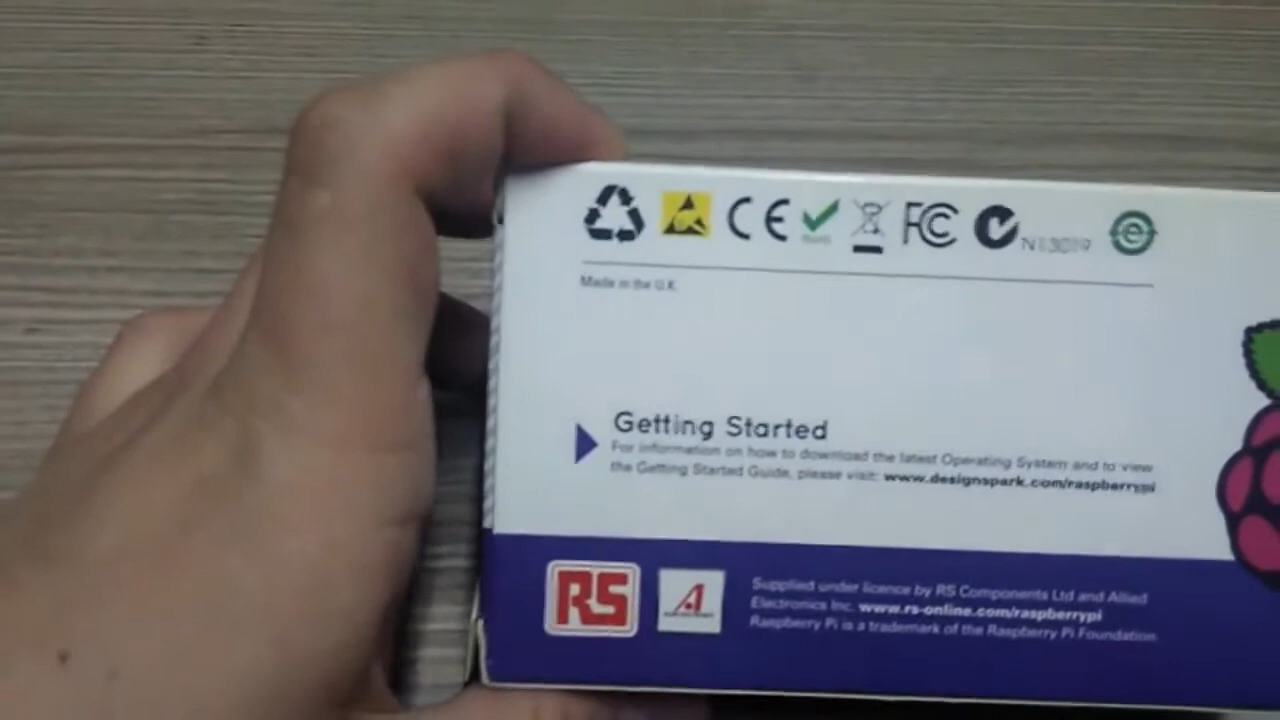 CE FC N13019
Made in the U.K
Getting Started
For information on how to download the latest Operating System and to view
the Getting Started Guide, please visit: www.designspark.com/raspberrypi
RS A
Supplied under licence by RS Components Ltd and Allied
Electronics Inc. www.rs-online.com/raspberrypi
Raspberry Pi is a trademark of the Raspberry Pi Foundation